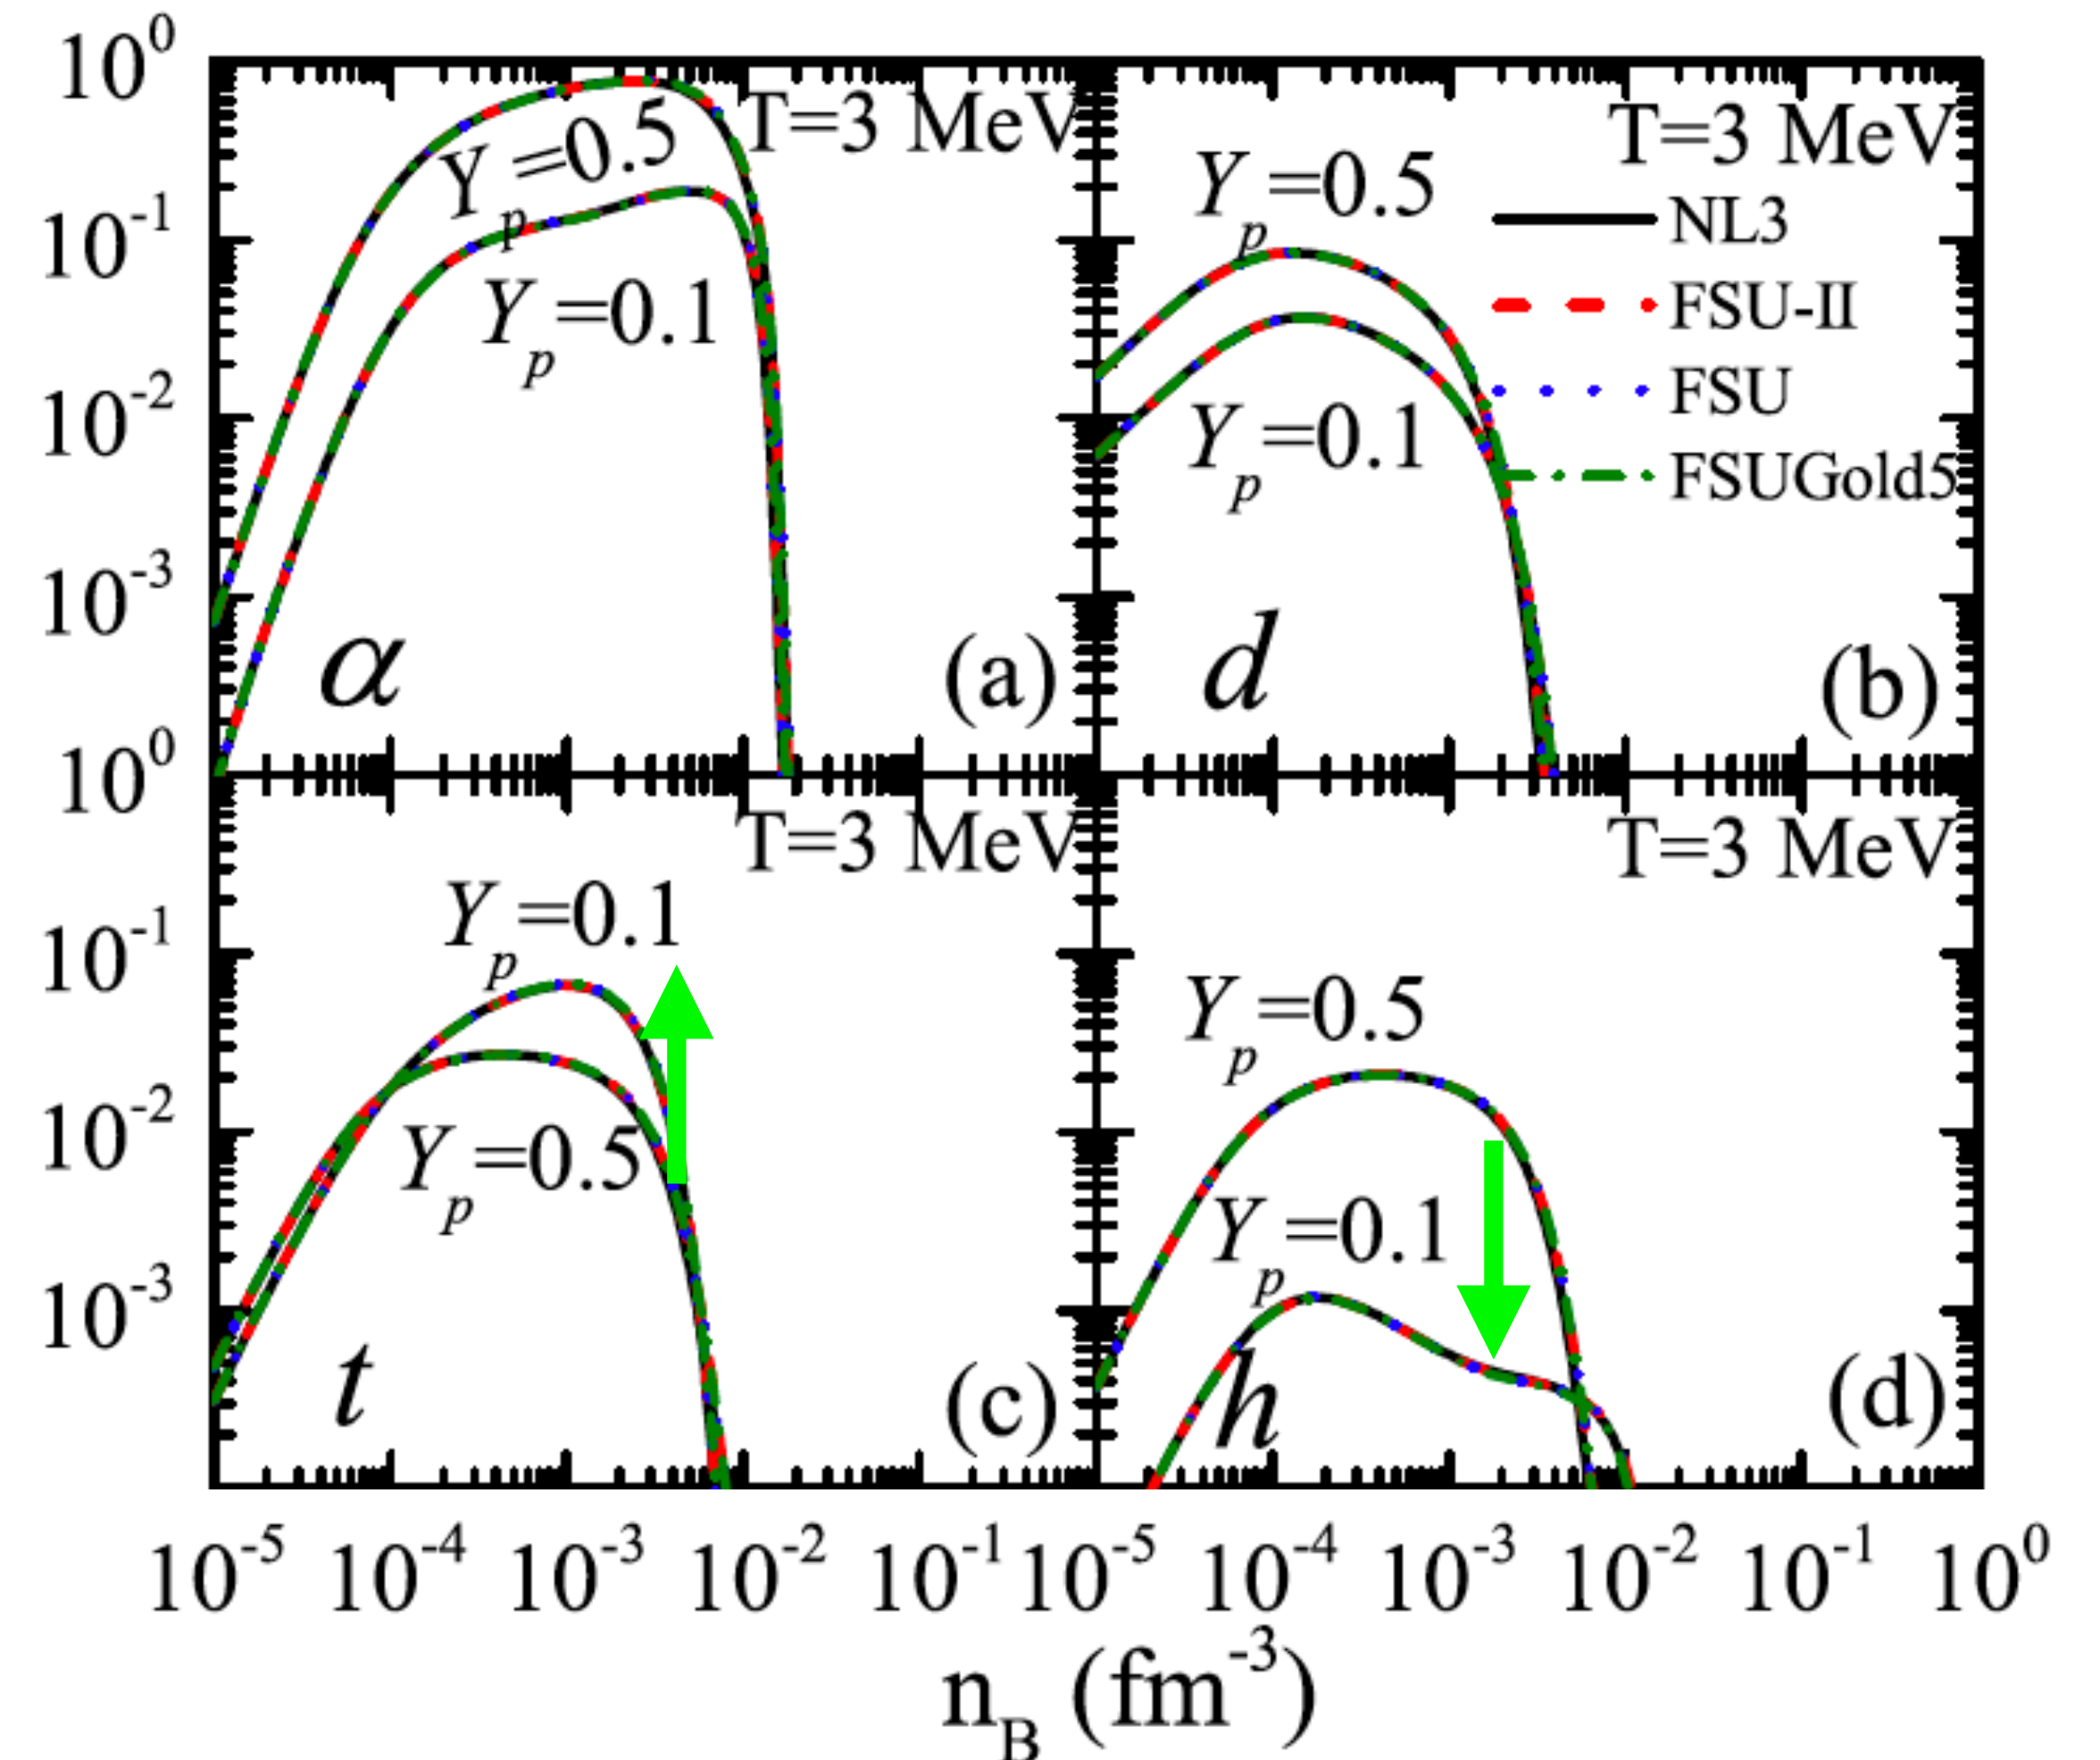 10^0
T=3 MeV
Y_p=0.5
10^-1
Y_p=0.1
10^-2
10^-3
α
(a)
T=3 MeV
Y_p=0.5
NL3
FSU-II
FSU
FSUGold5
Y_p=0.1
d
(b)
10^0
T=3 MeV
Y_p=0.1
10^-1
10^-2
Y_p=0.5
10^-3
t
(c)
T=3 MeV
Y_p=0.5
Y_p=0.1
h
(d)
10^-5 10^-4 10^-3 10^-2 10^-1 10^-5 10^-4 10^-3 10^-2 10^-1 10^0
n_B (fm^-3)